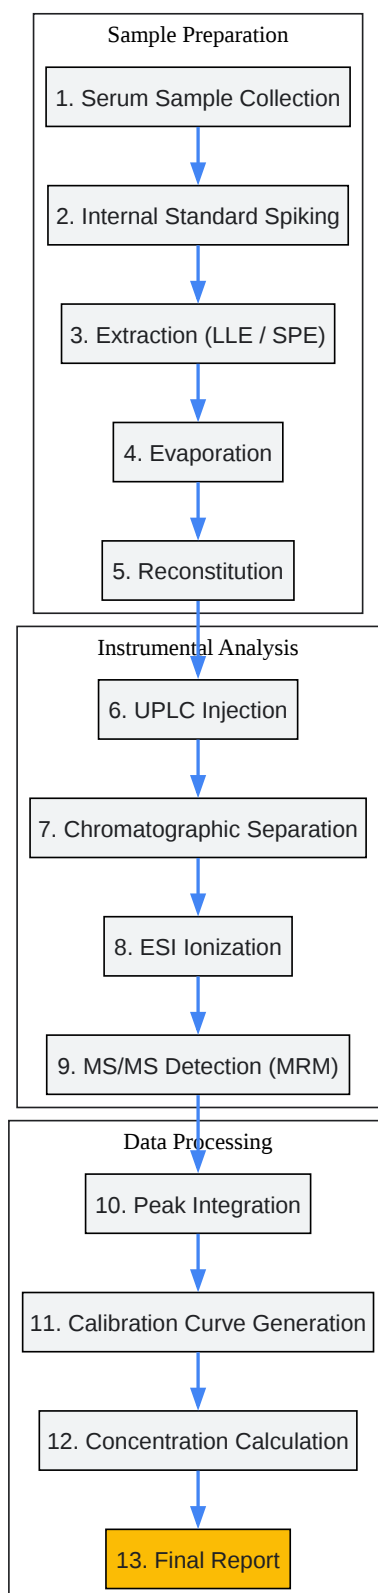 Sample Preparation
1. Serum Sample Collection
2. Internal Standard Spiking
3. Extraction (LLE / SPE)
4. Evaporation
5. Reconstitution
Instrumental Analysis
6. UPLC Injection
7. Chromatographic Separation
8. ESI Ionization
9. MS/MS Detection (MRM)
Data Processing
10. Peak Integration
11. Calibration Curve Generation
12. Concentration Calculation
13. Final Report